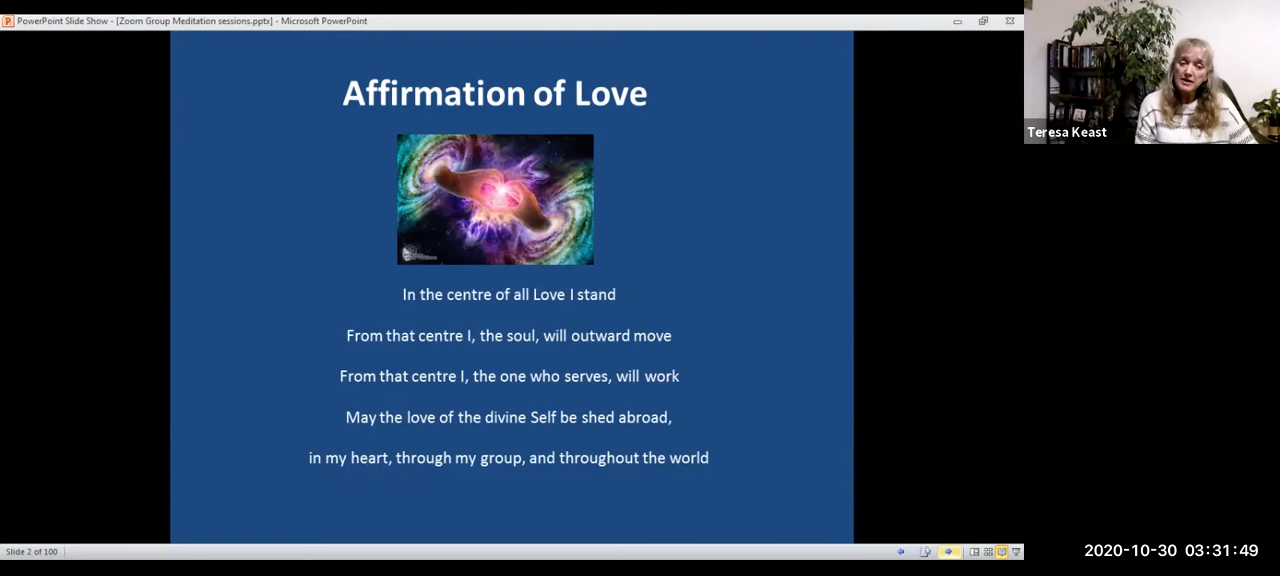 PowerPoint Slide Show - [Zoom Group Meditation sessions.pptx] - Microsoft PowerPoint
Affirmation of Love
In the centre of all Love I stand
From that centre I, the soul, will outward move
From that centre I, the one who serves, will work
May the love of the divine Self be shed abroad,
in my heart, through my group, and throughout the world
Slide 2 of 100
Teresa Keast
2020-10-30 03:31:49